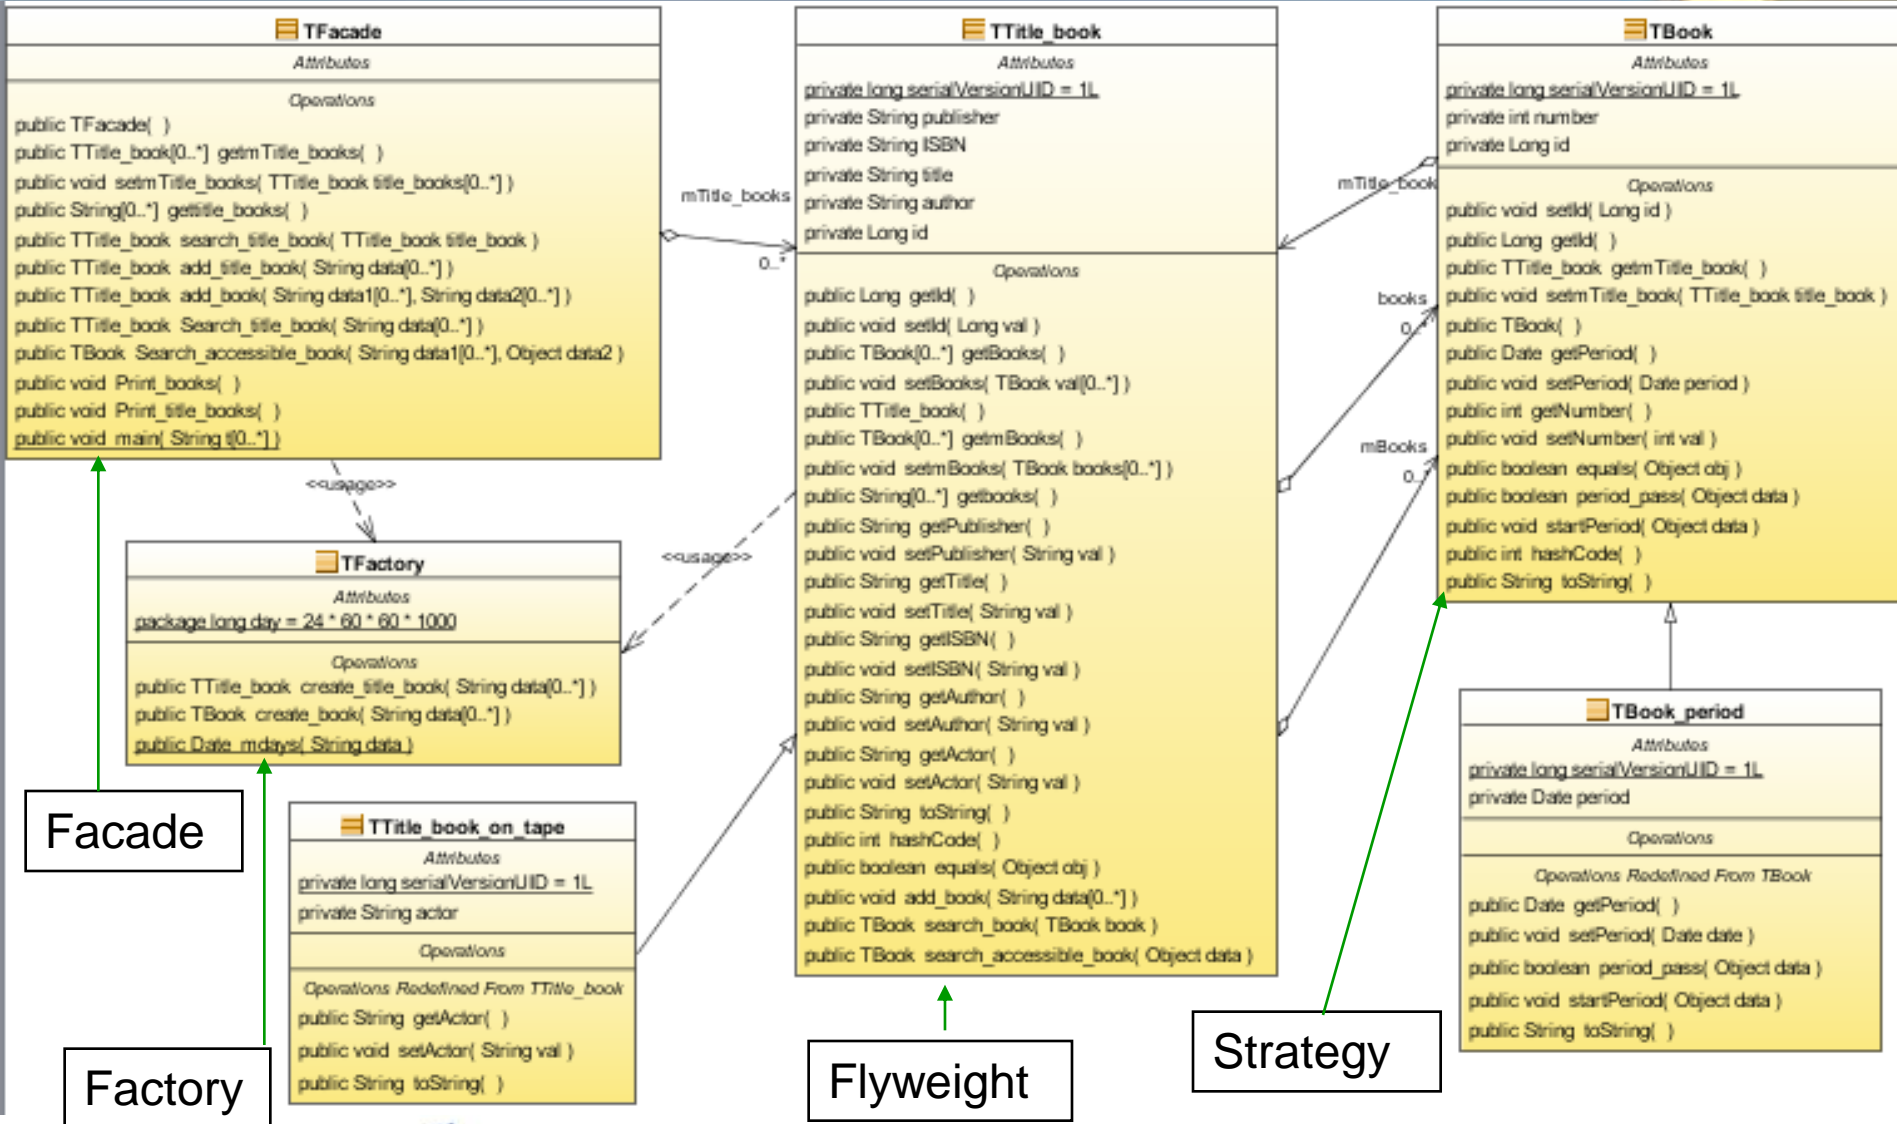 TFacade
Attributes
Operations
public TFacade( )
public TTitle_book[0..*] getmTitle_books( )
public void setmTitle_books( TTitle_book title_books[0..*] )
public String[0..*] gettitle_books( )
public TTitle_book search_title_book( TTitle_book title_book )
public TTitle_book add_title_book( String data[0..*] )
public TTitle_book add_book( String data1[0..*], String data2[0..*] )
public TTitle_book Search_title_book( String data[0..*] )
public TBook Search_accessible_book( String data1[0..*], Object data2 )
public void Print_books( )
public void Print_title_books( )
public void main( String t[0..*] )
mTitle_books
0..*
<<usage>>
TFactory
Attributes
package long day = 24 * 60 * 60 * 1000
Operations
public TTitle_book create_title_book( String data[0..*] )
public TBook create_book( String data[0..*] )
public Date mdays( String data )
<<usage>>
Facade
Factory
TTitle_book_on_tape
Attributes
private long serialVersionUID = 1L
private String actor
Operations
Operations Redefined From TTitle_book
public String getActor( )
public void setActor( String val )
public String toString( )
TTitle_book
Attributes
private long serialVersionUID = 1L
private String publisher
private String ISBN
private String title
private String author
private Long id
Operations
public Long getId( )
public void setId( Long val )
public TBook[0..*] getBooks( )
public void setBooks( TBook val[0..*] )
public TTitle_book( )
public TBook[0..*] getmBooks( )
public void setmBooks( TBook books[0..*] )
public String[0..*] getbooks( )
public String getPublisher( )
public void setPublisher( String val )
public String getTitle( )
public void setTitle( String val )
public String getISBN( )
public void setISBN( String val )
public String getAuthor( )
public void setAuthor( String val )
public String getActor( )
public void setActor( String val )
public String toString( )
public int hashCode( )
public boolean equals( Object obj )
public void add_book( String data[0..*] )
public TBook search_book( TBook book )
public TBook search_accessible_book( Object data )
Flyweight
mTitle_book
books
0..*
mBooks
0..*
TBook
Attributes
private long serialVersionUID = 1L
private int number
private Long id
Operations
public void setId( Long id )
public Long getId( )
public TTitle_book getmTitle_book( )
public void setmTitle_book( TTitle_book title_book )
public TBook( )
public Date getPeriod( )
public void setPeriod( Date period )
public int getNumber( )
public void setNumber( int val )
public boolean equals( Object obj )
public boolean period_pass( Object data )
public void startPeriod( Object data )
public int hashCode( )
public String toString( )
Strategy
TBook_period
Attributes
private long serialVersionUID = 1L
private Date period
Operations
Operations Redefined From TBook
public Date getPeriod( )
public void setPeriod( Date date )
public boolean period_pass( Object data )
public void startPeriod( Object data )
public String toString( )